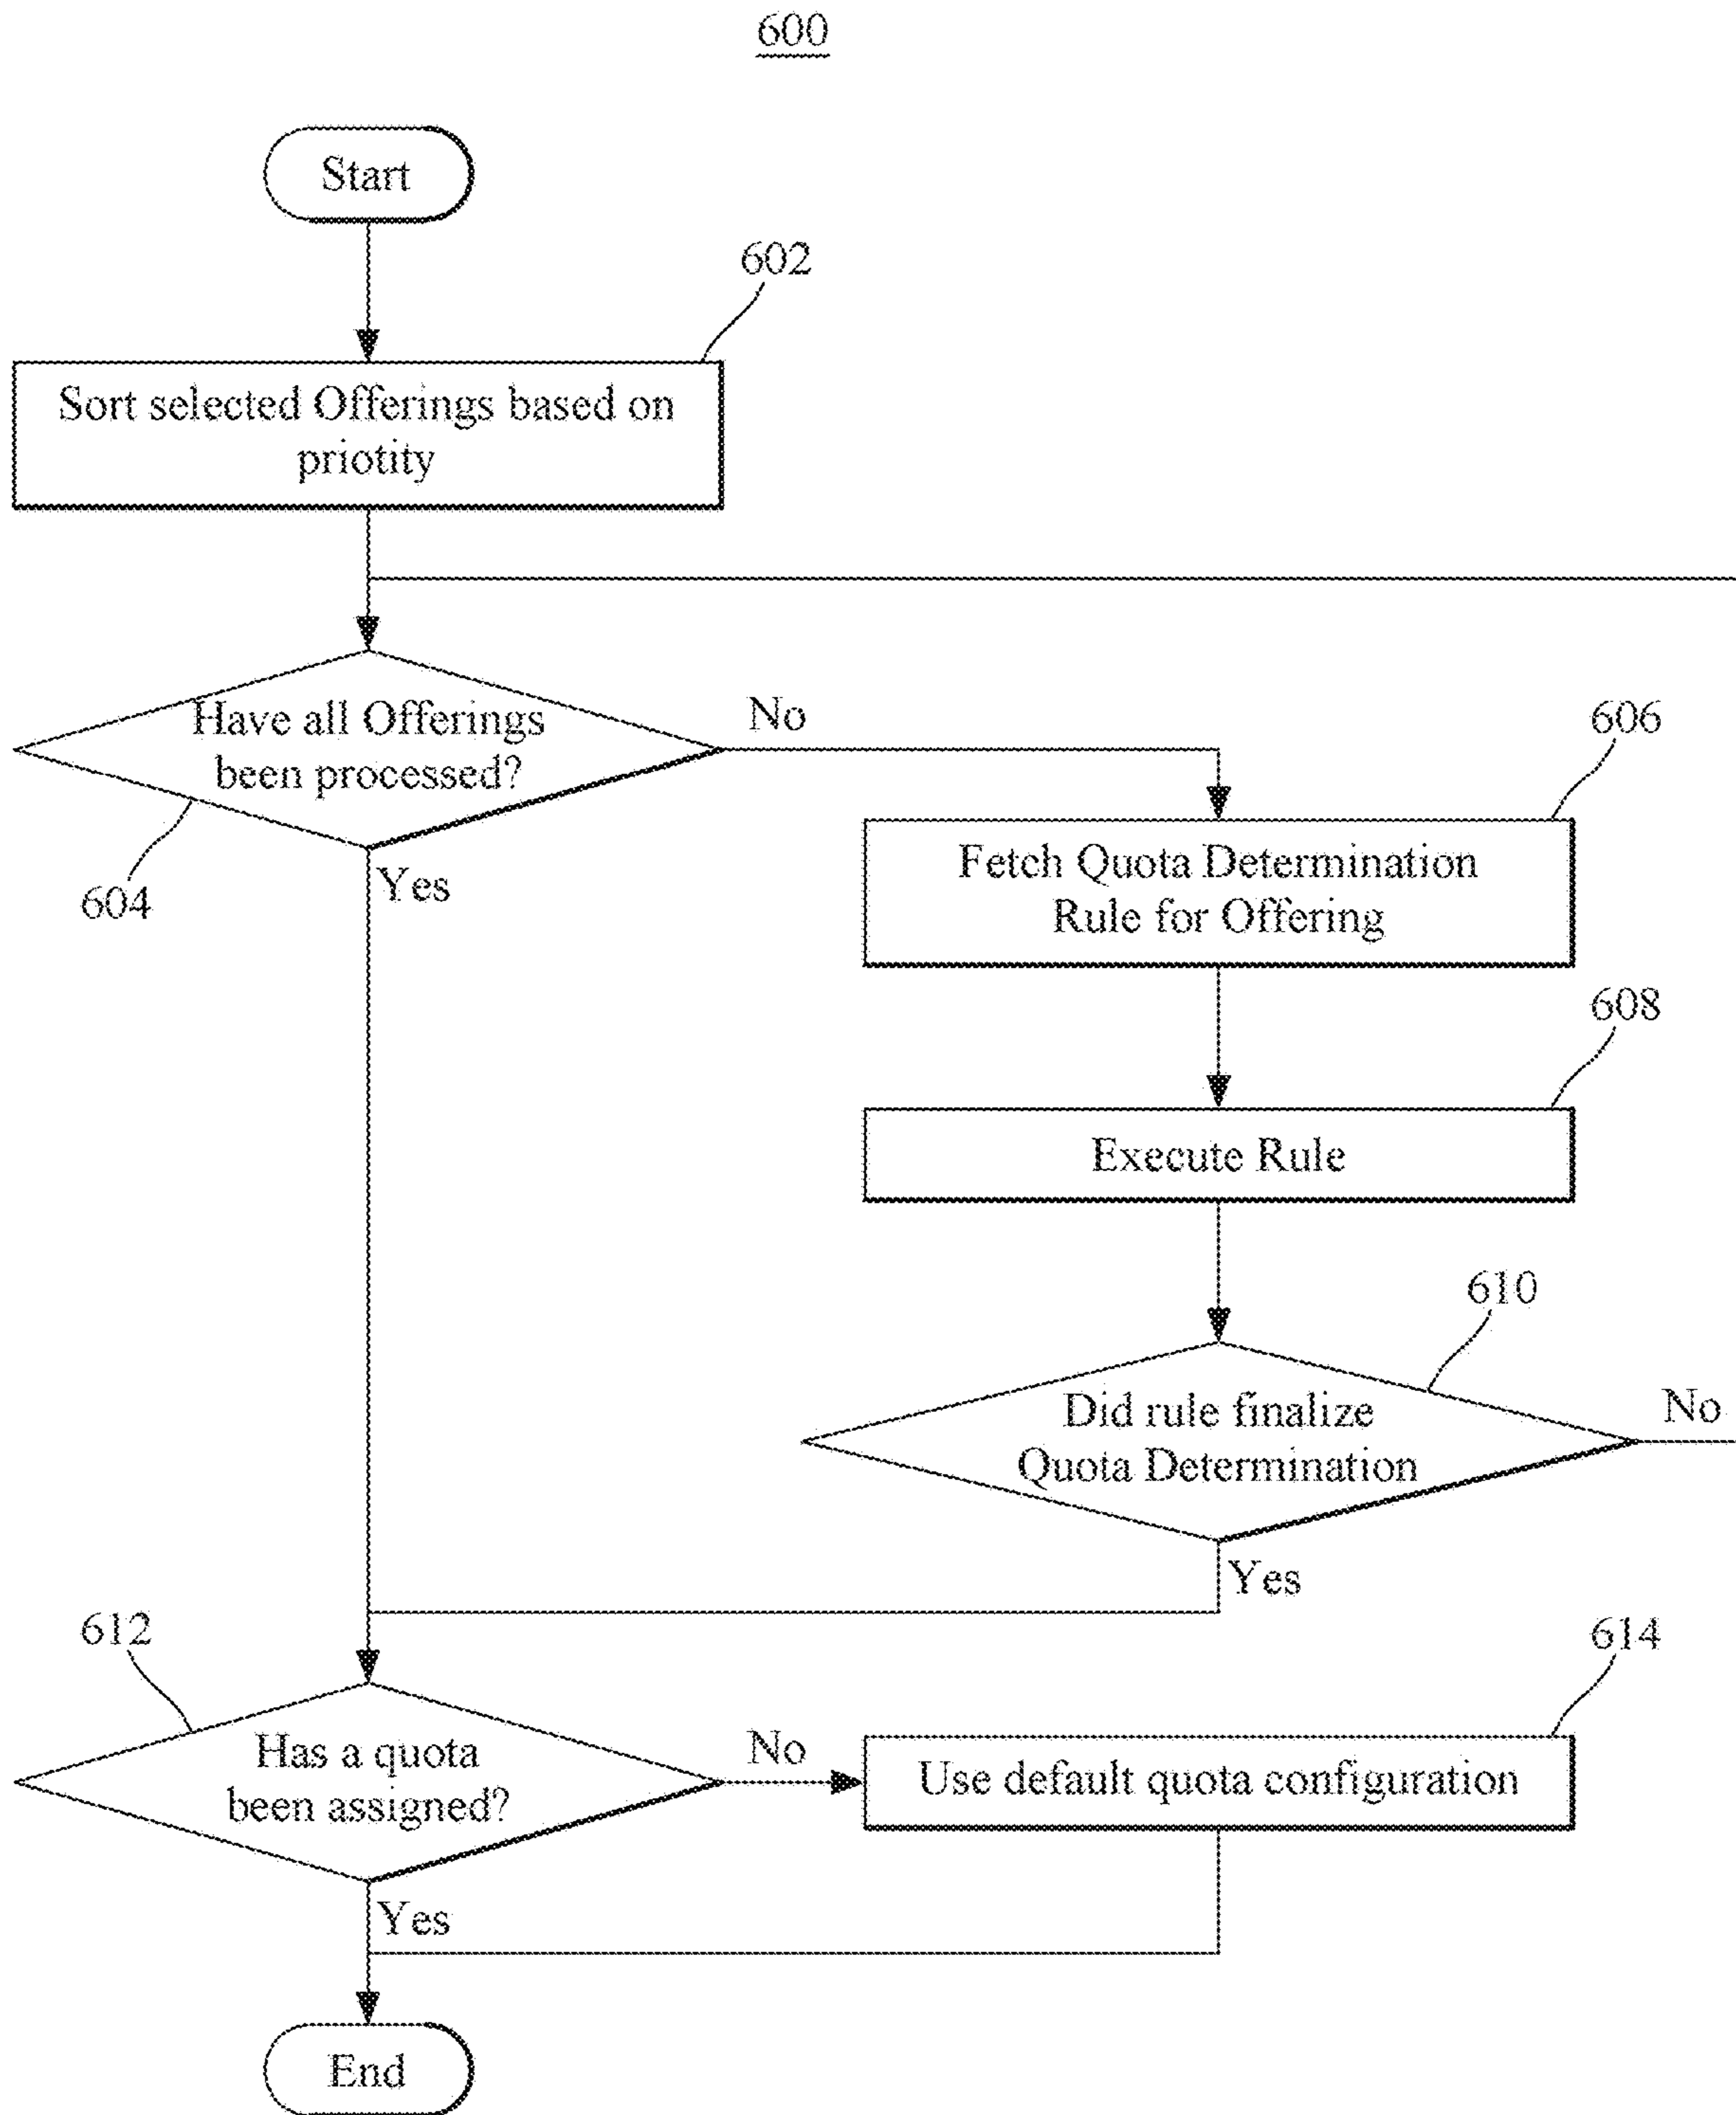 600
Start
602
Sort selected Offerings based on
priotity
Have all Offerings
been processed?
No
604
Yes
606
Fetch Quota Determination
Rule for Offering
608
Execute Rule
610
Did rule finalize
Quota Determination
No
Yes
612
Has a quota
been assigned?
No
614
Use default quota configuration
Yes
End